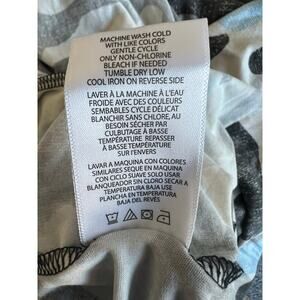 MACHINE WASH COLD
WITH LIKE COLORS
GENTLE CYCLE
ONLY NON-CHLORINE
BLEACH IF NEEDED
TUMBLE DRY LOW
COOL IRON ON REVERSE SIDE
LAVER À LA MACHINE À L'EAU
FROIDE AVEC DES COULEURS
SEMBABLES CYCLE DÉLICAT
BLANCHIR SANS CHLORE, AU
BESOIN SÉCHER PAR
CULBUTAGE À BASSE
TEMPÉRATURE REPASSER
À BASSE TEMPÉRATURE
SUR l'ENVERS
LAVAR A MAQUINA CON COLORES
SIMILARES SEQUE EN MAQUINA
CON CICLO SUAVE SOLO USAR
BLANQUEADOR SIN CLORO SECAR A
TEMPERATURA BAJA USE
PLANCHA EN TEMPERATURA
BAJA DEL REVÉS